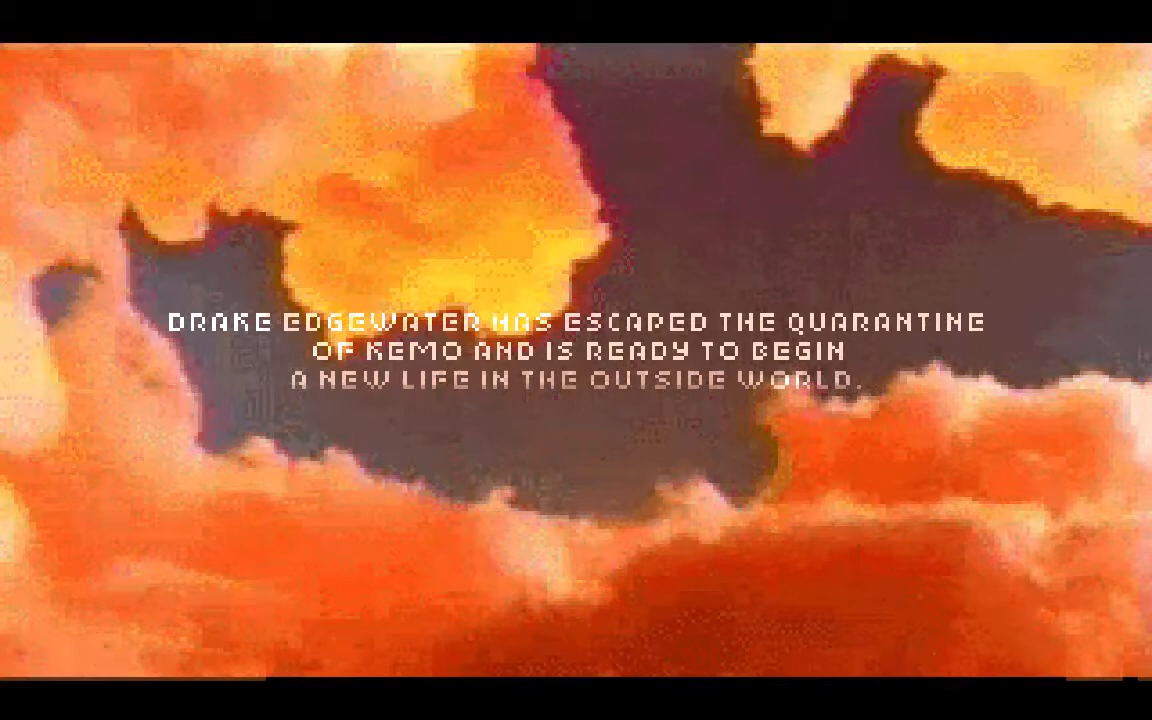 DRAKE EDGEWATER HAS ESCAPED THE QUARANTINE
OF KEMO AND IS READY TO BEGIN
A NEW LIFE IN THE OUTSIDE WORLD.